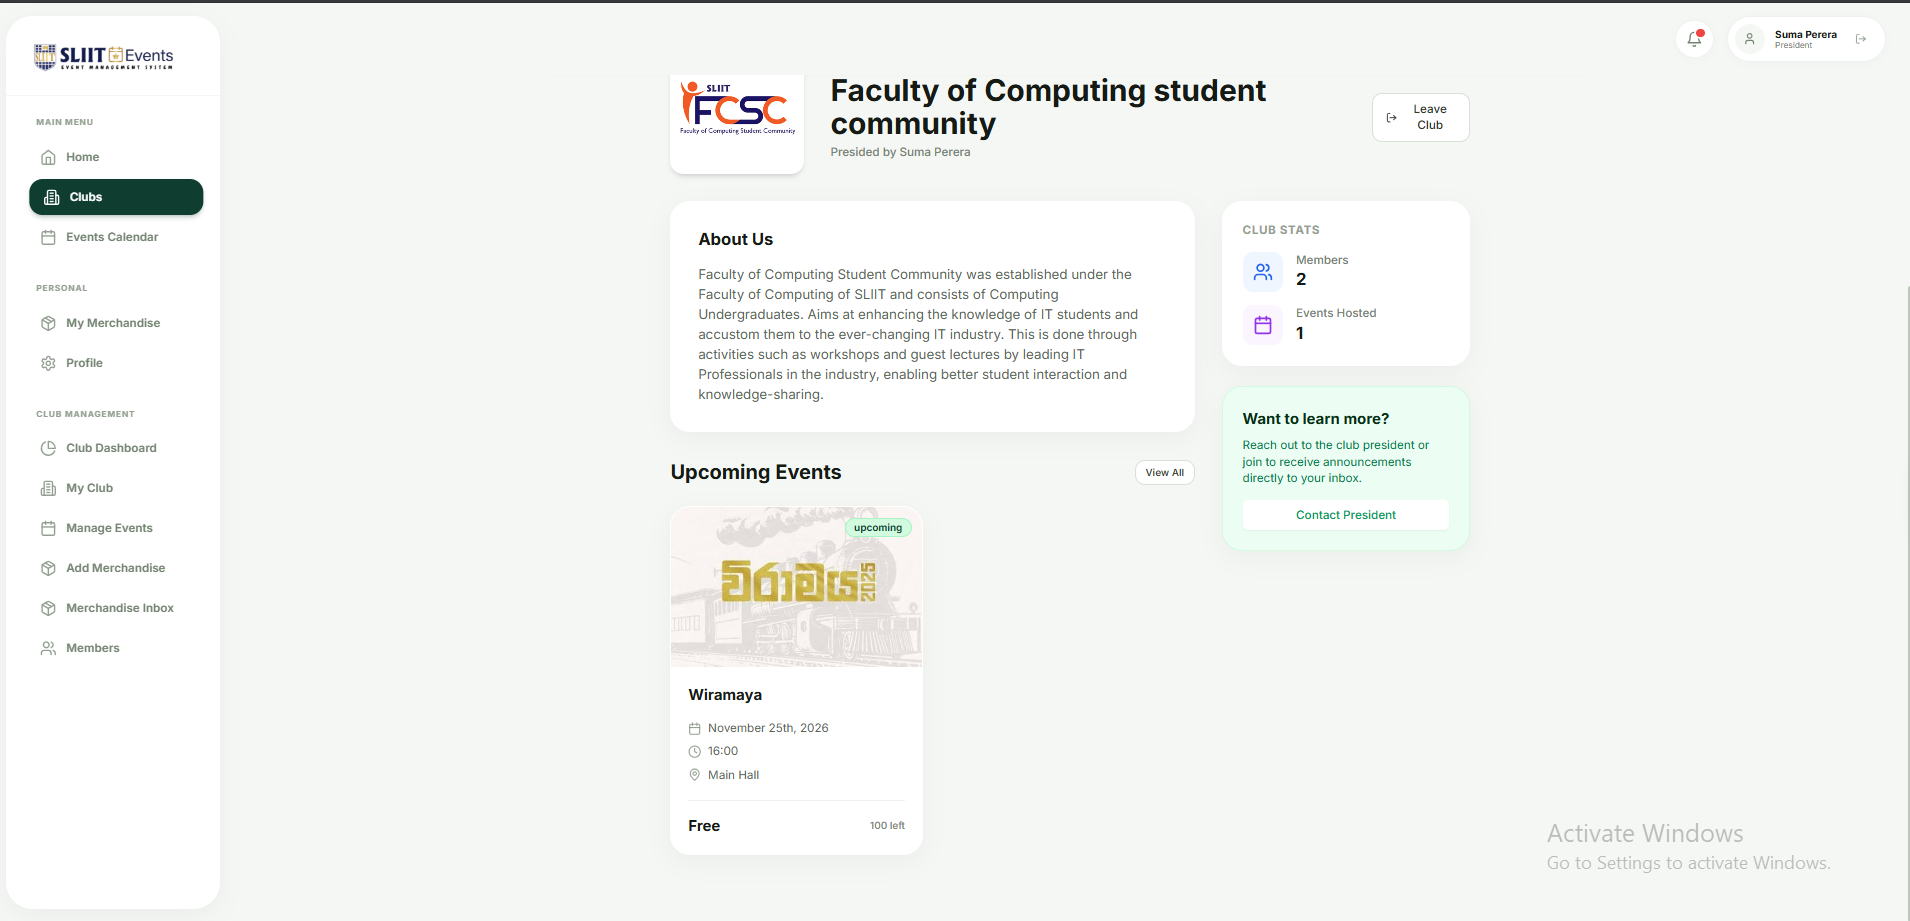 SLIIT Events
EVENT MANAGEMENT SYSTEM
MAIN MENU
Home
Clubs
Events Calendar
PERSONAL
My Merchandise
Profile
CLUB MANAGEMENT
Club Dashboard
My Club
Manage Events
Add Merchandise
Merchandise Inbox
Members
Suma Perera
President
SLIIT
FCSC
Faculty of Computing Student Community
Faculty of Computing student
community
Presided by Suma Perera
Leave
Club
About Us
Faculty of Computing Student Community was established under the
Faculty of Computing of SLIIT and consists of Computing
Undergraduates. Aims at enhancing the knowledge of IT students and
accustom them to the ever-changing IT industry. This is done through
activities such as workshops and guest lectures by leading IT
Professionals in the industry, enabling better student interaction and
knowledge-sharing.
CLUB STATS
Members
2
Events Hosted
1
Want to learn more?
Reach out to the club president or
join to receive announcements
directly to your inbox.
Contact President
Upcoming Events
View All
upcoming
විරාමය
2025
Wiramaya
November 25th, 2026
16:00
Main Hall
Free
100 left
Activate Windows
Go to Settings to activate Windows.